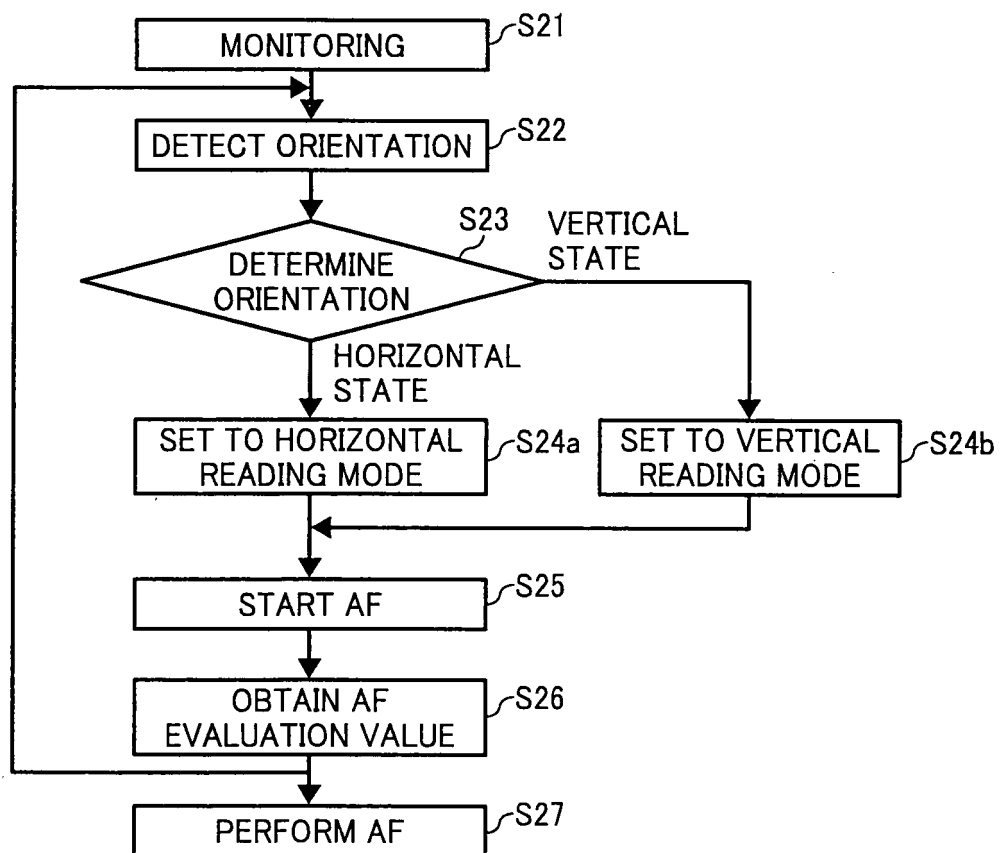 MONITORING
S21
DETECT ORIENTATION
S22
S23
DETERMINE
ORIENTATION
VERTICAL
STATE
HORIZONTAL
STATE
SET TO HORIZONTAL
READING MODE
S24a
SET TO VERTICAL
READING MODE
S24b
START AF
S25
OBTAIN AF
EVALUATION VALUE
S26
PERFORM AF
S27